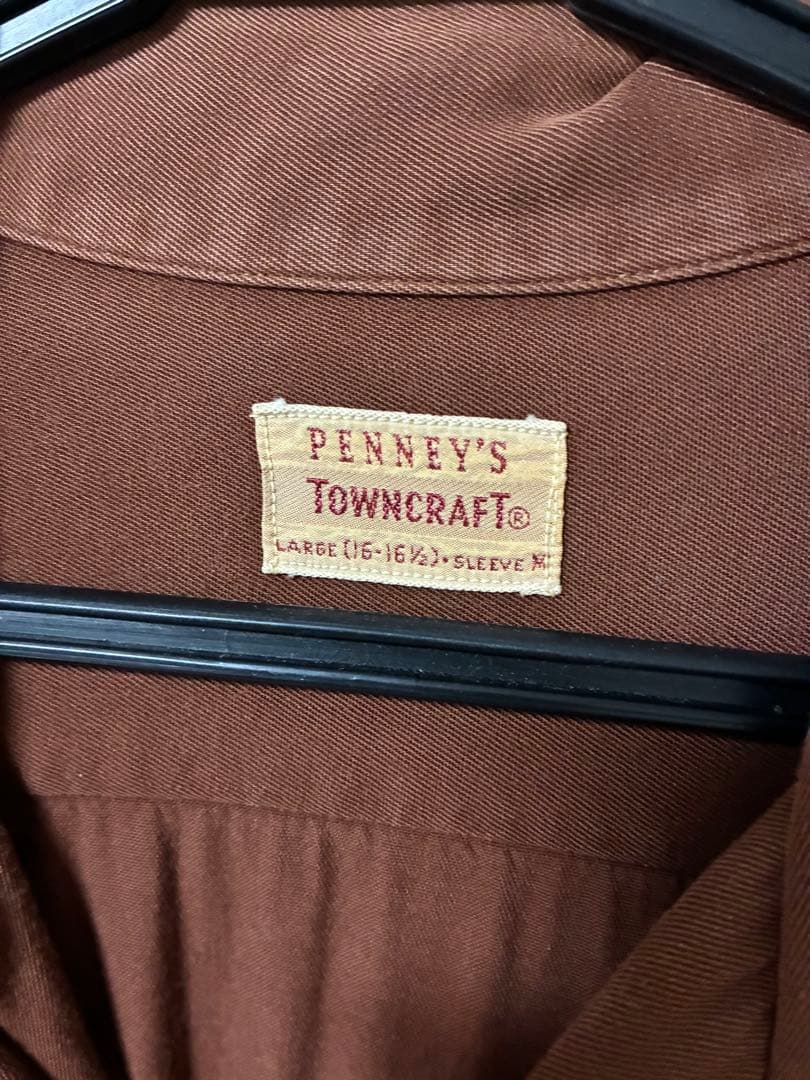 PENNEY'S
TOWNCRAFT®
LARGE (16-16½)•SLEEVE M